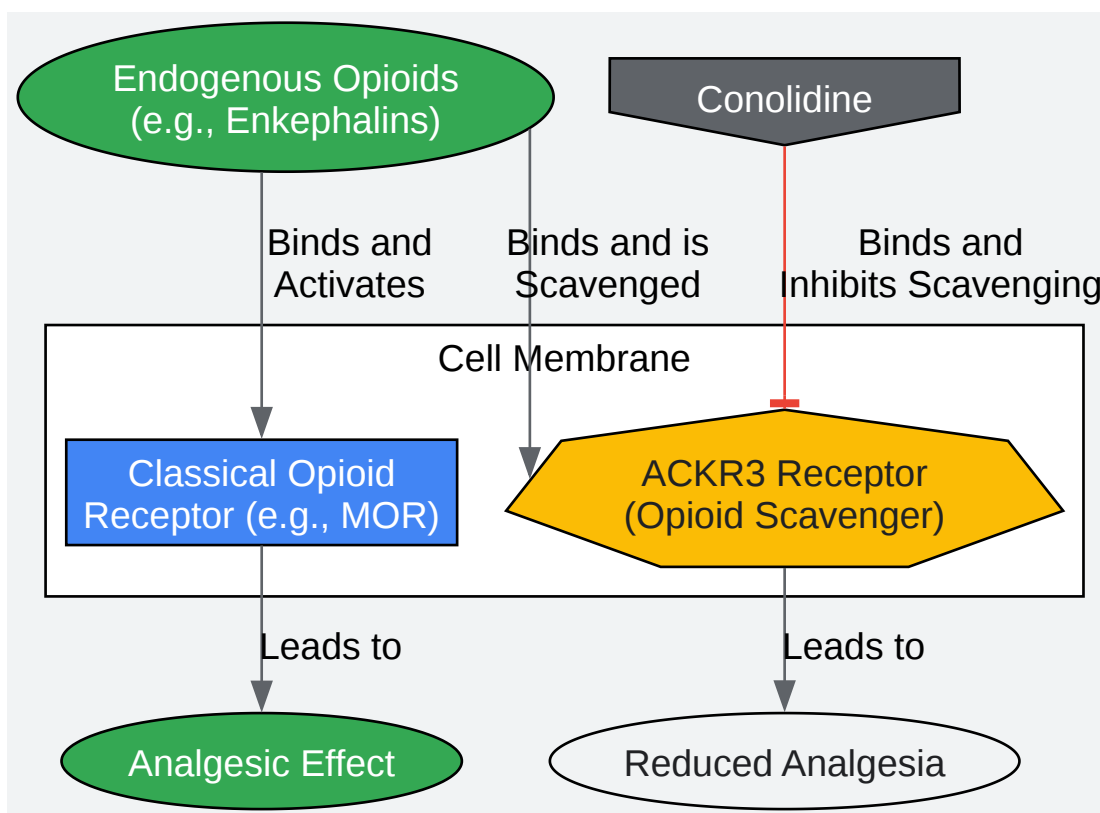 Endogenous Opioids
(e.g., Enkephalins)
Conolidine
Binds and
Activates
Binds and is
Scavenged
Binds and
Inhibits Scavenging
Cell Membrane
Classical Opioid
Receptor (e.g., MOR)
ACKR3 Receptor
(Opioid Scavenger)
Leads to
Leads to
Analgesic Effect
Reduced Analgesia